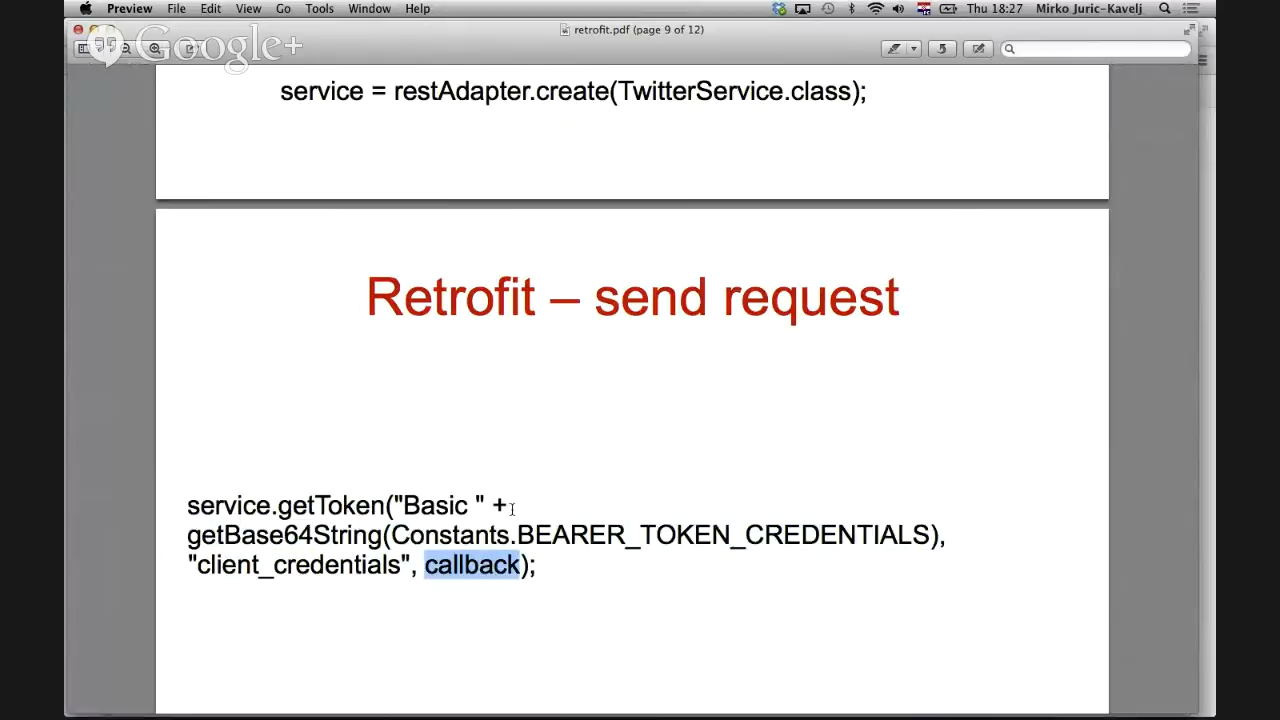 Preview File Edit View Go Tools Window Help Thu 18:27 Mirko Juric-Kavelj
retrofit.pdf (page 9 of 12)
Google+
service = restAdapter.create(TwitterService.class);
Retrofit – send request
service.getToken("Basic " +
getBase64String(Constants.BEARER_TOKEN_CREDENTIALS),
"client_credentials", callback);